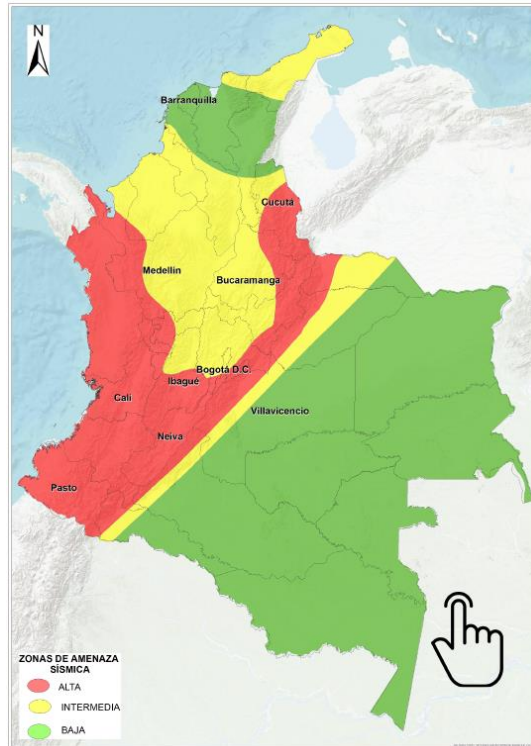 N
Barranquilla
Cucutá
Medellín
Bucaramanga
Bogotá D.C.
Ibagué
Cali
Villavicencio
Neiva
Pasto
ZONAS DE AMENAZA
SÍSMICA
ALTA
INTERMEDIA
BAJA